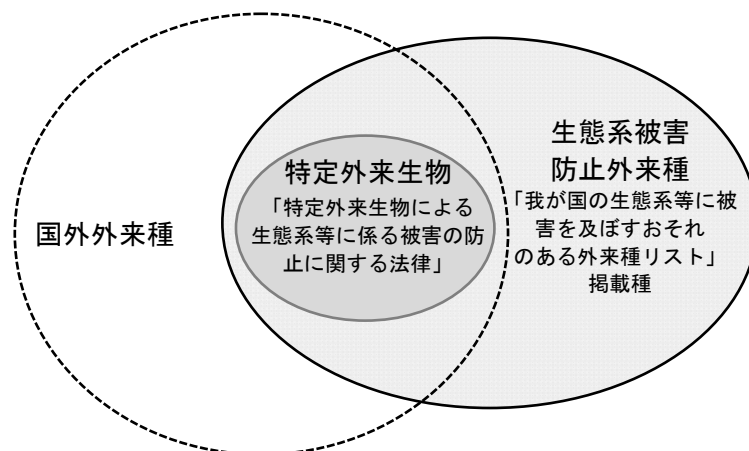 国外外来種
特定外来生物
「特定外来生物による
生態系等に係る被害の防
止に関する法律」
生態系被害
防止外来種
「我が国の生態系等に被
害を及ぼすおそれ
のある外来種リスト」
掲載種